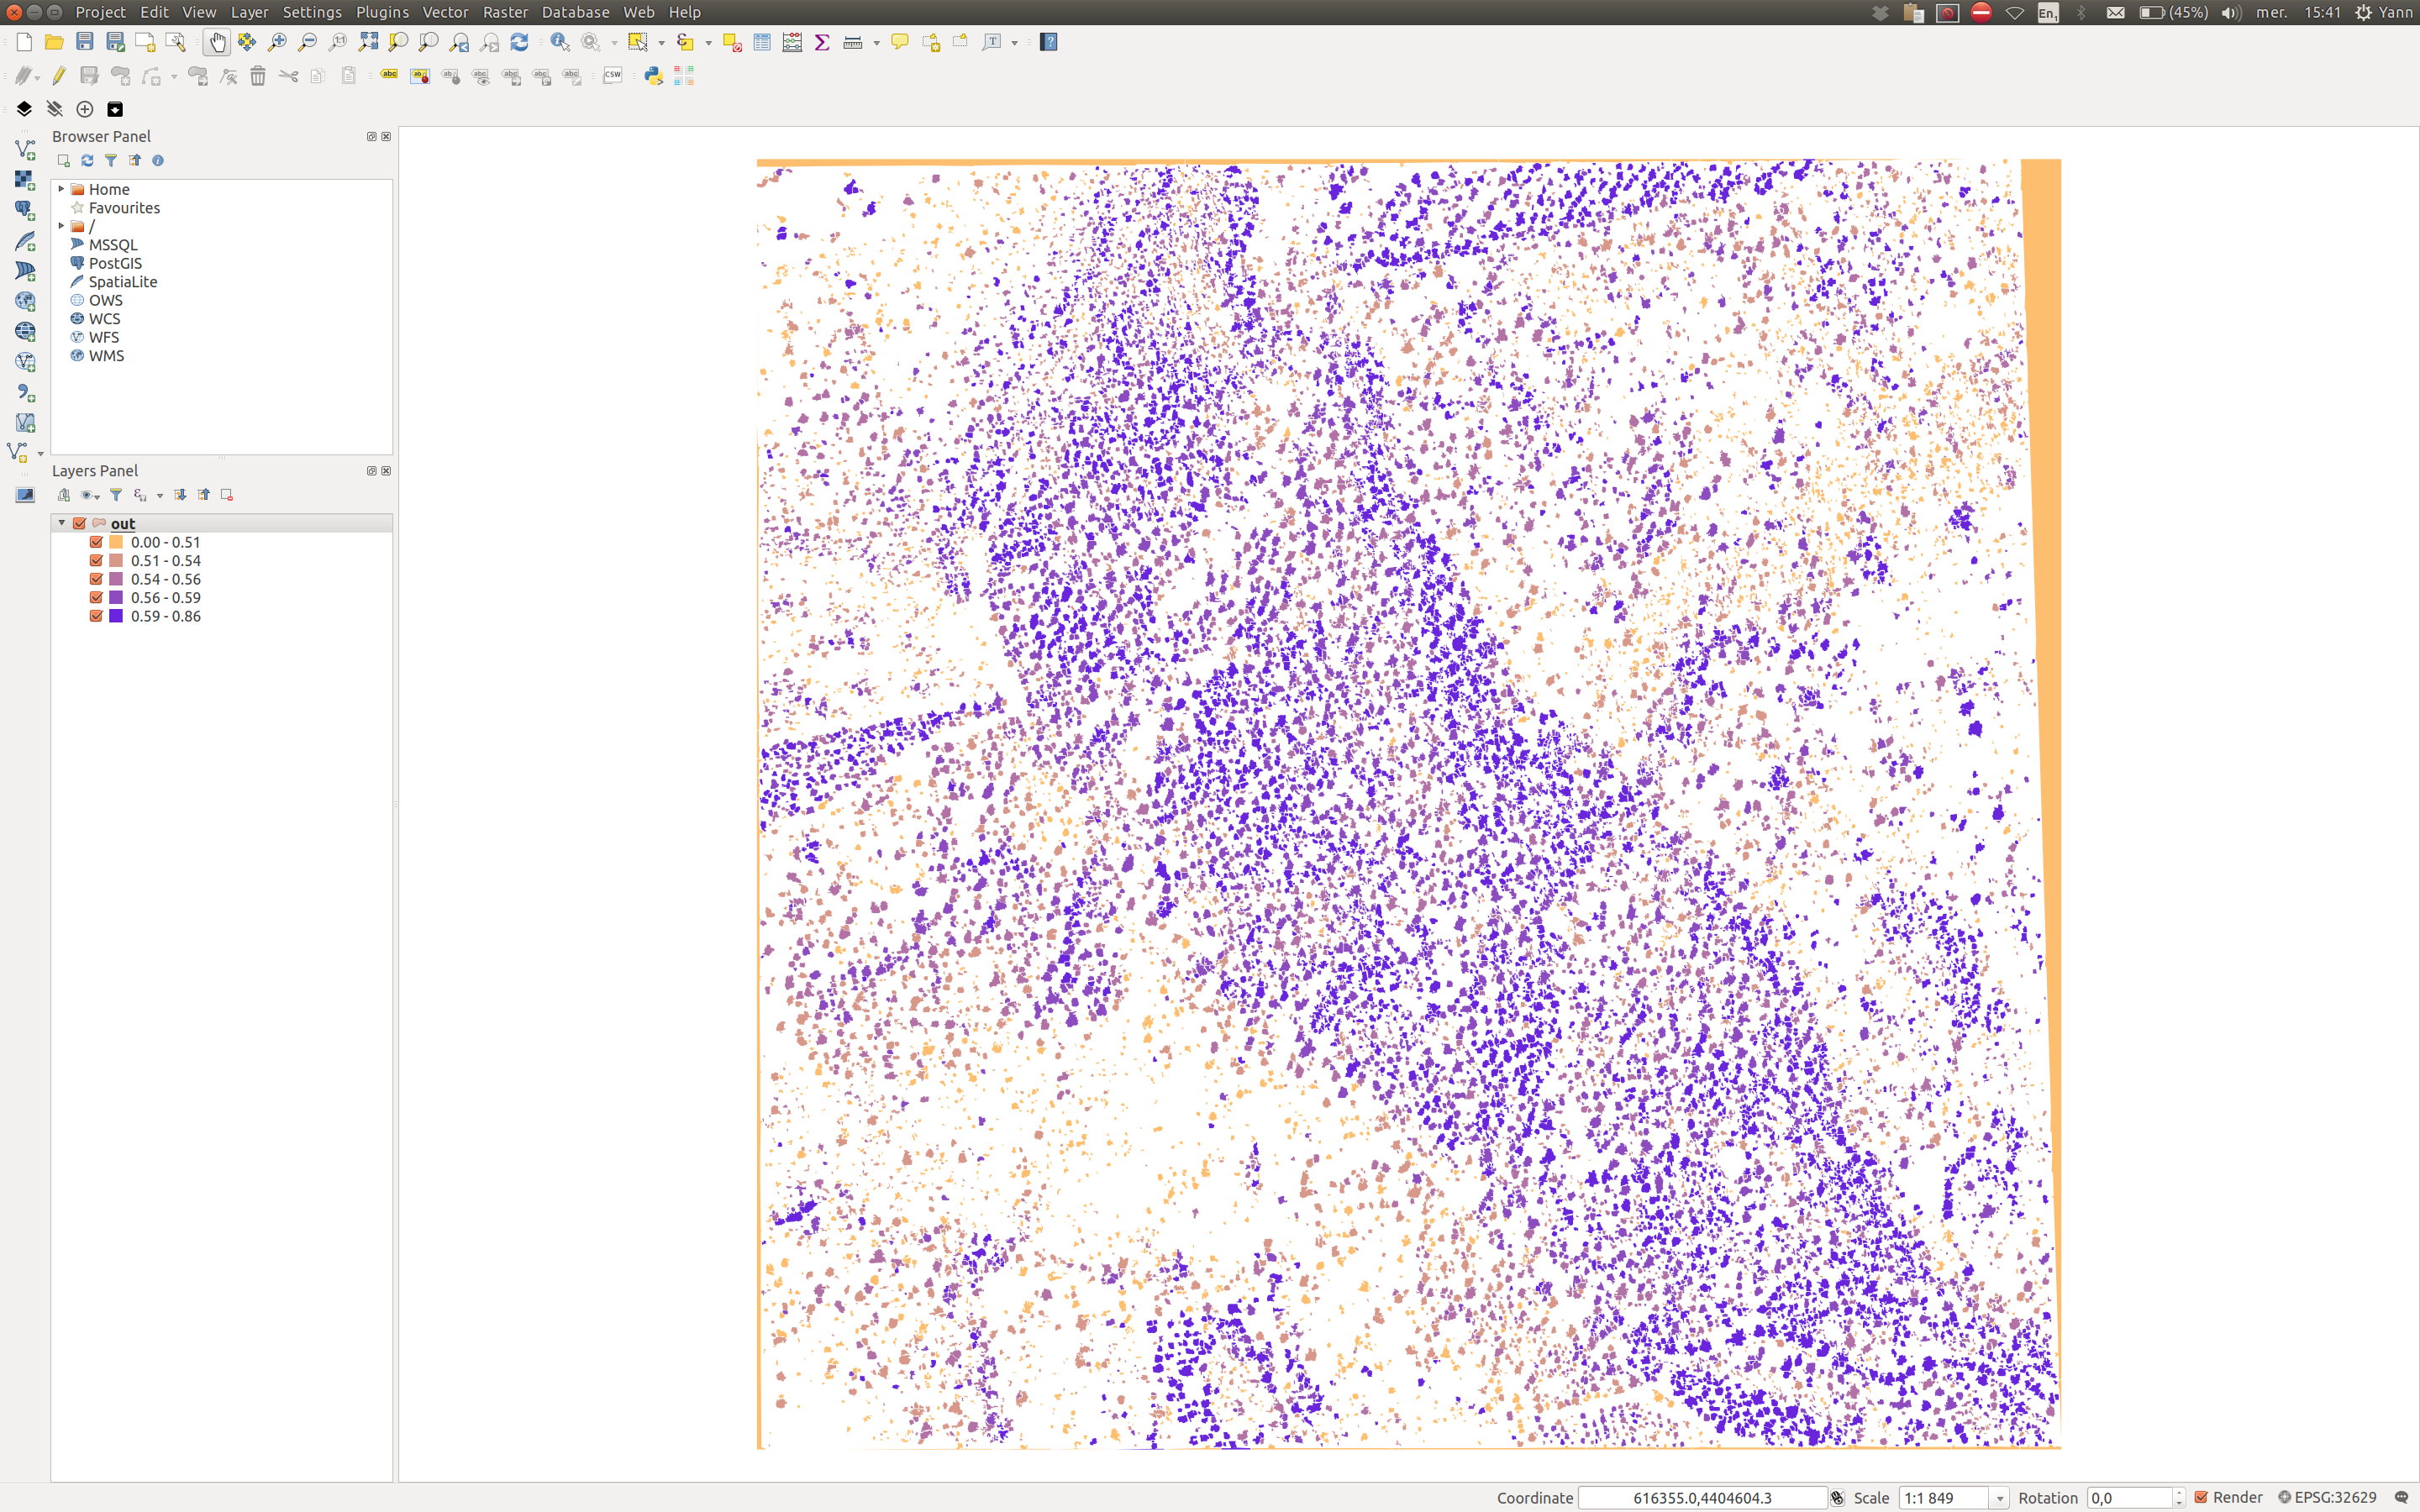 Project Edit View Layer Settings Plugins Vector Raster Database Web Help
En1 (45%) mer. 15:41 Yann
abc
CSW
Browser Panel
Home
Favourites
/
MSSQL
PostGIS
SpatiaLite
OWS
WCS
WFS
WMS
Layers Panel
out
0.00 - 0.51
0.51 - 0.54
0.54 - 0.56
0.56 - 0.59
0.59 - 0.86
Coordinate 616355.0,4404604.3 Scale 1:1 849 Rotation 0,0 Render EPSG:32629